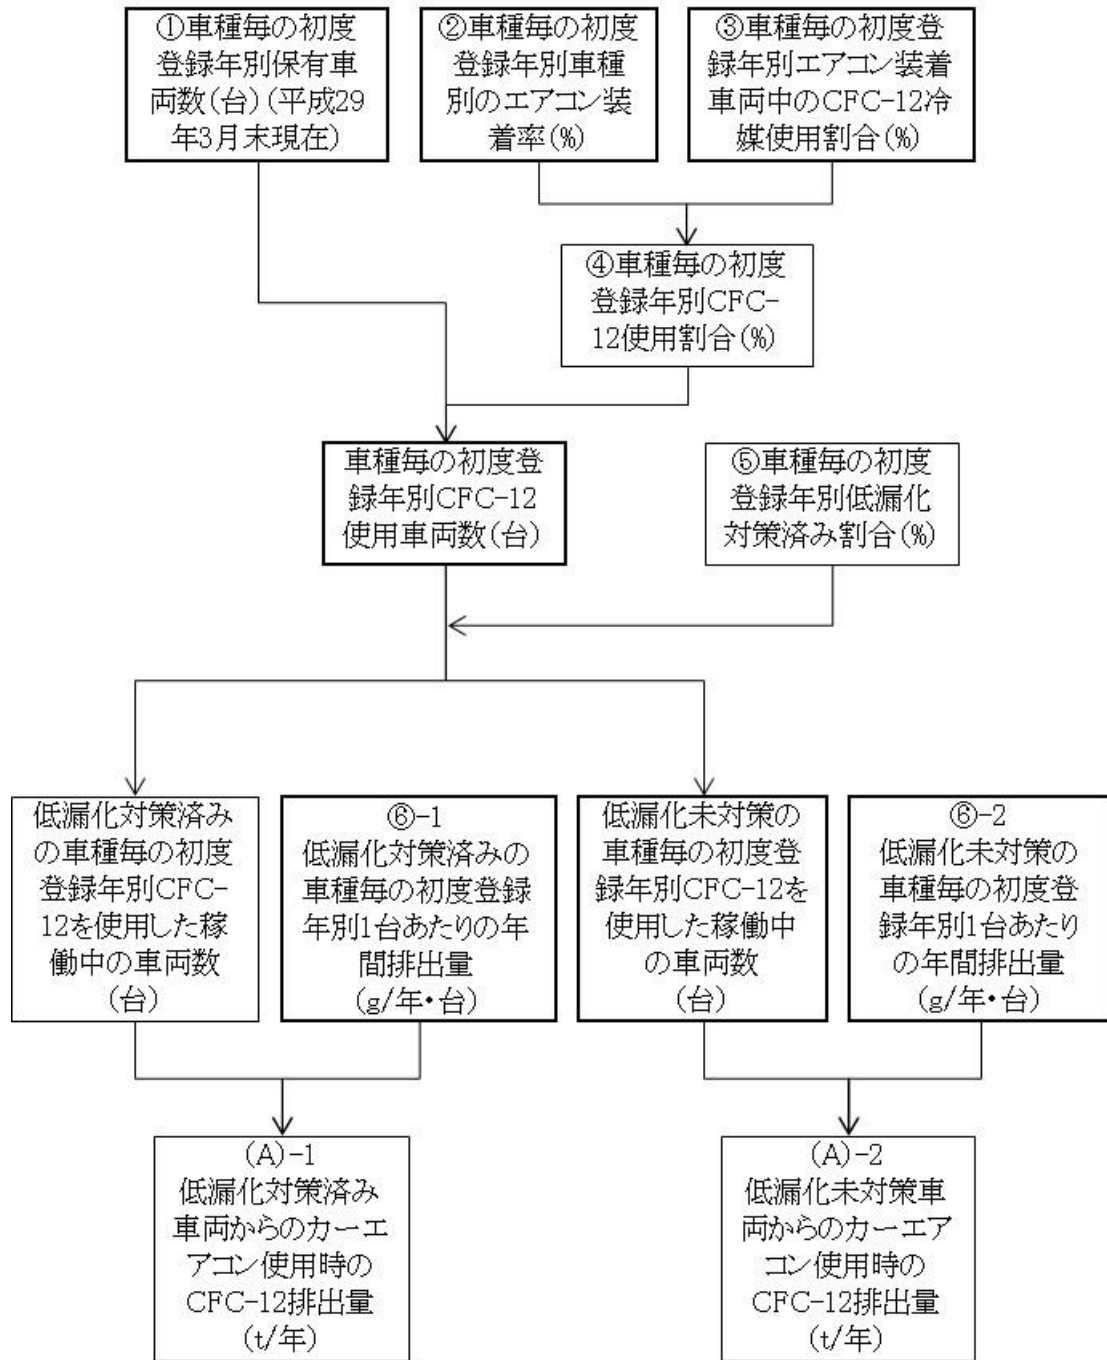 ①車種毎の初度
登録年別保有車
両数(台)(平成29
年3月末現在)
②車種毎の初度
登録年別車種
別のエアコン装
着率(%)
③車種毎の初度登
録年別エアコン装着
車両中のCFC-12冷
媒使用割合(%)
④車種毎の初度
登録年別CFC-
12使用割合(%)
車種毎の初度登
録年別CFC-12
使用車両数(台)
⑤車種毎の初度
登録年別低漏化
対策済み割合(%)
低漏化対策済み
の車種毎の初度
登録年別CFC-
12を使用した稼
働中の車両数
(台)
⑥-1
低漏化対策済みの
車種毎の初度登録
年別1台あたりの年
間排出量
(g/年・台)
低漏化未対策の
車種毎の初度登
録年別CFC-12を
使用した稼働中
の車両数
(台)
⑥-2
低漏化未対策の
車種毎の初度登
録年別1台あたり
の年間排出量
(g/年・台)
(A)-1
低漏化対策済み
車両からのカーエ
アコン使用時の
CFC-12排出量
(t/年)
(A)-2
低漏化未対策車
両からのカーエア
コン使用時の
CFC-12排出量
(t/年)